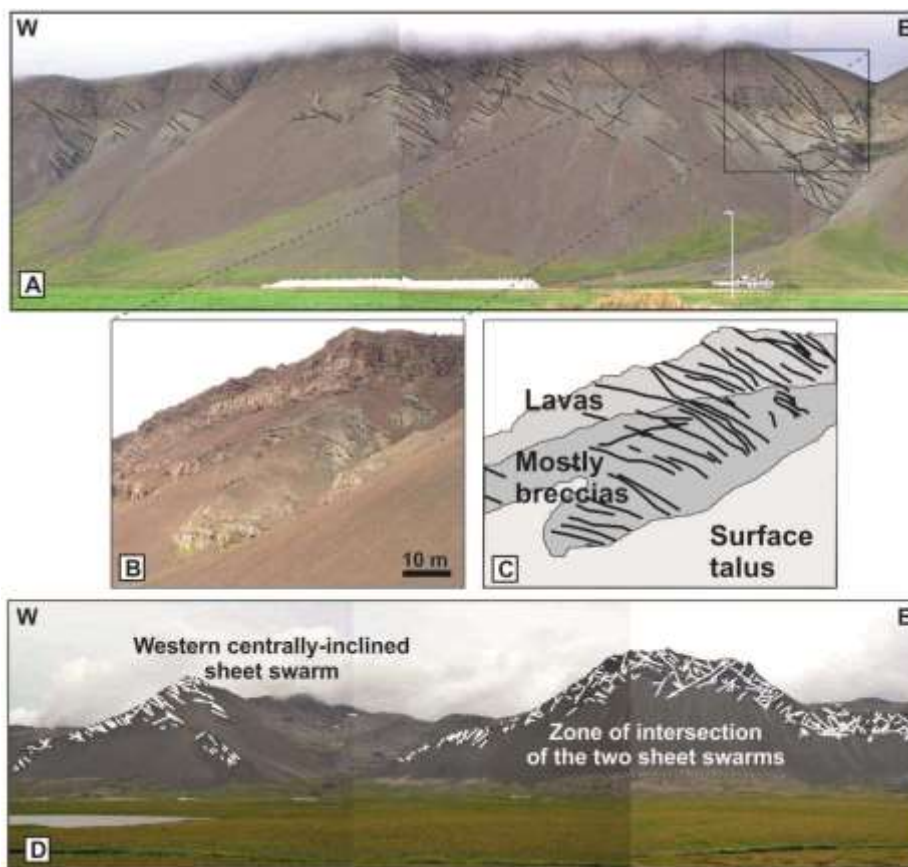 W
E
A
B
10 m
Lavas
Mostly
breccias
Surface
talus
C
W
E
Western centrally-inclined
sheet swarm
Zone of intersection
of the two sheet swarms
D